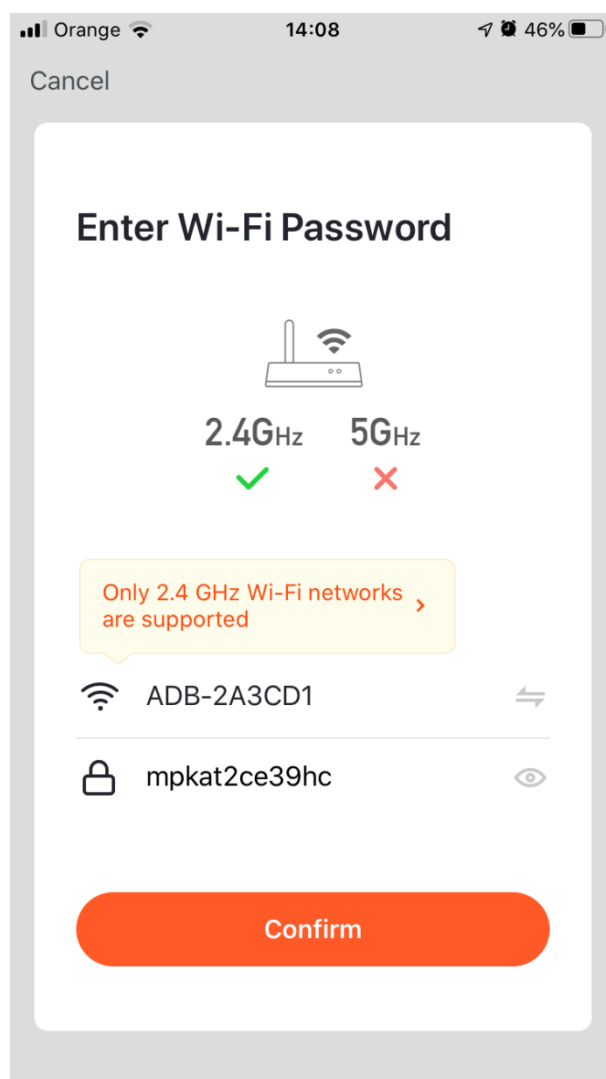 Orange 14:08 46%
Cancel
Enter Wi-Fi Password
2.4GHz 5GHz
Only 2.4 GHz Wi-Fi networks
are supported
ADB-2A3CD1
mpkat2ce39hc
Confirm